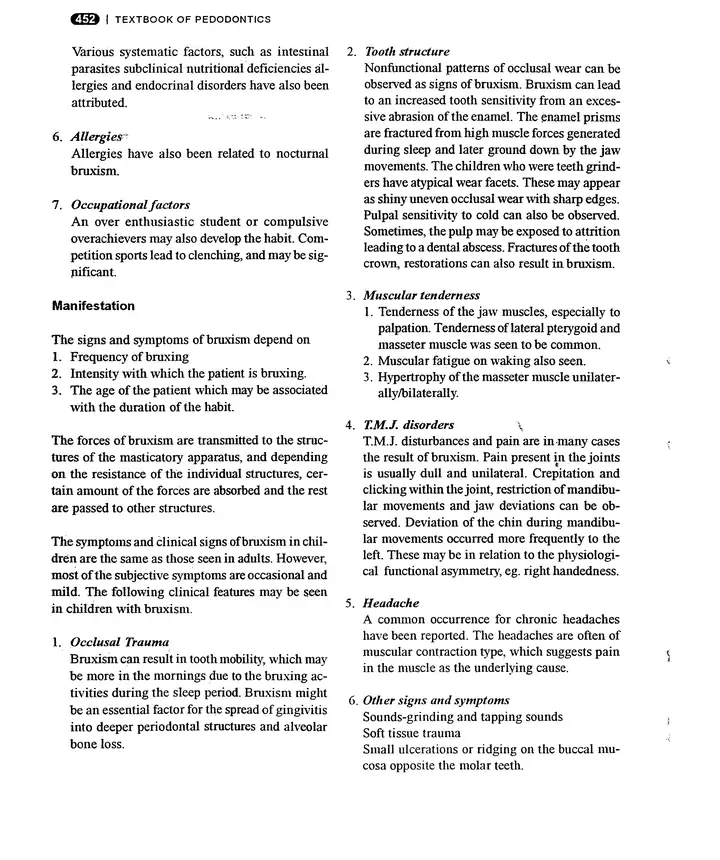 452 | TEXTBOOK OF PEDODONTICS
Various systematic factors, such as intestinal
parasites subclinical nutritional deficiencies al-
lergies and endocrinal disorders have also been
attributed.
6. Allergies
Allergies have also been related to nocturnal
bruxism.
7. Occupational factors
An over enthusiastic student or compulsive
overachievers may also develop the habit. Com-
petition sports lead to clenching, and may be sig-
nificant.
Manifestation
The signs and symptoms of bruxism depend on
1. Frequency of bruxing
2. Intensity with which the patient is bruxing.
3. The age of the patient which may be associated
with the duration of the habit.
The forces of bruxism are transmitted to the struc-
tures of the masticatory apparatus, and depending
on the resistance of the individual structures, cer-
tain amount of the forces are absorbed and the rest
are passed to other structures.
The symptoms and clinical signs of bruxism in chil-
dren are the same as those seen in adults. However,
most of the subjective symptoms are occasional and
mild. The following clinical features may be seen
in children with bruxism.
1. Occlusal Trauma
Bruxism can result in tooth mobility, which may
be more in the mornings due to the bruxing ac-
tivities during the sleep period. Bruxism might
be an essential factor for the spread of gingivitis
into deeper periodontal structures and alveolar
bone loss.
2. Tooth structure
Nonfunctional patterns of occlusal wear can be
observed as signs of bruxism. Bruxism can lead
to an increased tooth sensitivity from an exces-
sive abrasion of the enamel. The enamel prisms
are fractured from high muscle forces generated
during sleep and later ground down by the jaw
movements. The children who were teeth grind-
ers have atypical wear facets. These may appear
as shiny uneven occlusal wear with sharp edges.
Pulpal sensitivity to cold can also be observed.
Sometimes, the pulp may be exposed to attrition
leading to a dental abscess. Fractures of the tooth
crown, restorations can also result in bruxism.
3. Muscular tenderness
1. Tenderness of the jaw muscles, especially to
palpation. Tenderness of lateral pterygoid and
masseter muscle was seen to be common.
2. Muscular fatigue on waking also seen.
3. Hypertrophy of the masseter muscle unilater-
ally/bilaterally.
4. T.M.J. disorders
T.M.J. disturbances and pain are in many cases
the result of bruxism. Pain present in the joints
is usually dull and unilateral. Crepitation and
clicking within the joint, restriction of mandibu-
lar movements and jaw deviations can be ob-
served. Deviation of the chin during mandibu-
lar movements occurred more frequently to the
left. These may be in relation to the physiologi-
cal functional asymmetry, eg. right handedness.
5. Headache
A common occurrence for chronic headaches
have been reported. The headaches are often of
muscular contraction type, which suggests pain
in the muscle as the underlying cause.
6. Other signs and symptoms
Sounds-grinding and tapping sounds
Soft tissue trauma
Small ulcerations or ridging on the buccal mu-
cosa opposite the molar teeth.